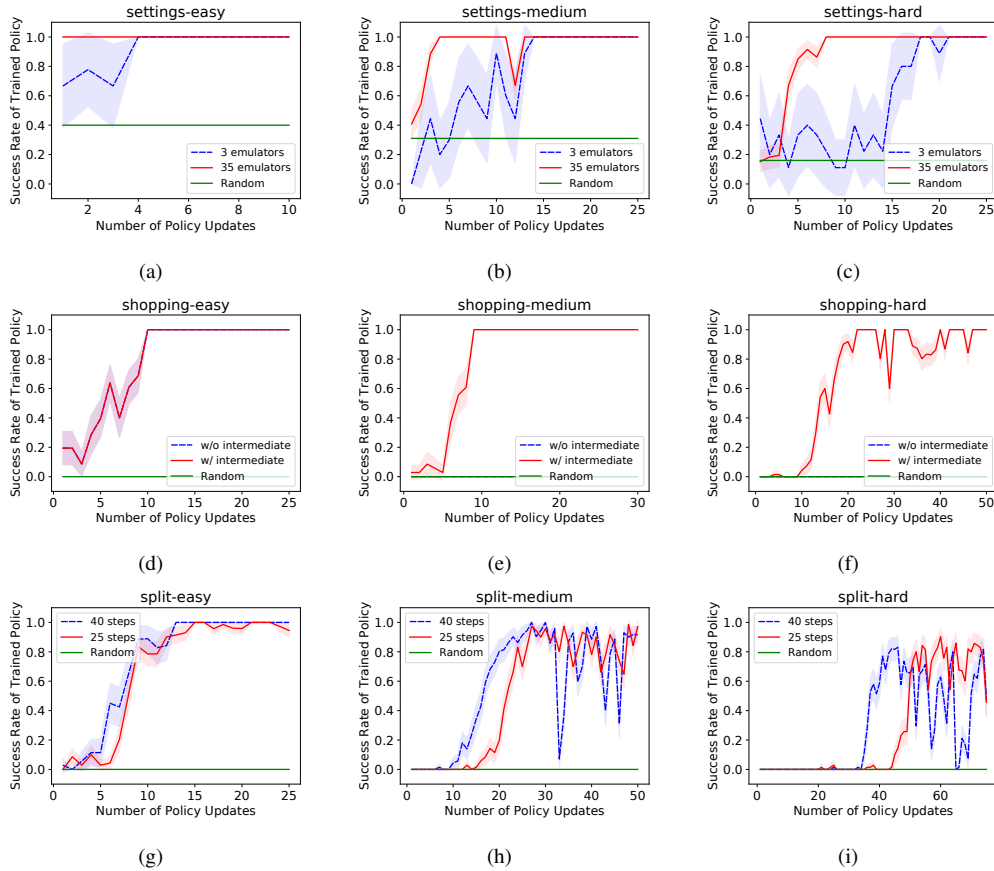 settings-easy
Success Rate of Trained Policy
1.0
0.8
0.6
0.4
0.2
0.0
3 emulators
35 emulators
Random
2 4 6 8 10
Number of Policy Updates
(a)
settings-medium
Success Rate of Trained Policy
1.0
0.8
0.6
0.4
0.2
0.0
3 emulators
35 emulators
Random
0 5 10 15 20 25
Number of Policy Updates
(b)
settings-hard
Success Rate of Trained Policy
1.0
0.8
0.6
0.4
0.2
0.0
3 emulators
35 emulators
Random
0 5 10 15 20 25
Number of Policy Updates
(c)
shopping-easy
Success Rate of Trained Policy
1.0
0.8
0.6
0.4
0.2
0.0
w/o intermediate
w/ intermediate
Random
0 5 10 15 20 25
Number of Policy Updates
(d)
shopping-medium
Success Rate of Trained Policy
1.0
0.8
0.6
0.4
0.2
0.0
w/o intermediate
w/ intermediate
Random
0 10 20 30
Number of Policy Updates
(e)
shopping-hard
Success Rate of Trained Policy
1.0
0.8
0.6
0.4
0.2
0.0
w/o intermediate
w/ intermediate
Random
0 10 20 30 40 50
Number of Policy Updates
(f)
split-easy
Success Rate of Trained Policy
1.0
0.8
0.6
0.4
0.2
0.0
40 steps
25 steps
Random
0 5 10 15 20 25
Number of Policy Updates
(g)
split-medium
Success Rate of Trained Policy
1.0
0.8
0.6
0.4
0.2
0.0
40 steps
25 steps
Random
0 10 20 30 40 50
Number of Policy Updates
(h)
split-hard
Success Rate of Trained Policy
1.0
0.8
0.6
0.4
0.2
0.0
40 steps
25 steps
Random
0 20 40 60
Number of Policy Updates
(i)